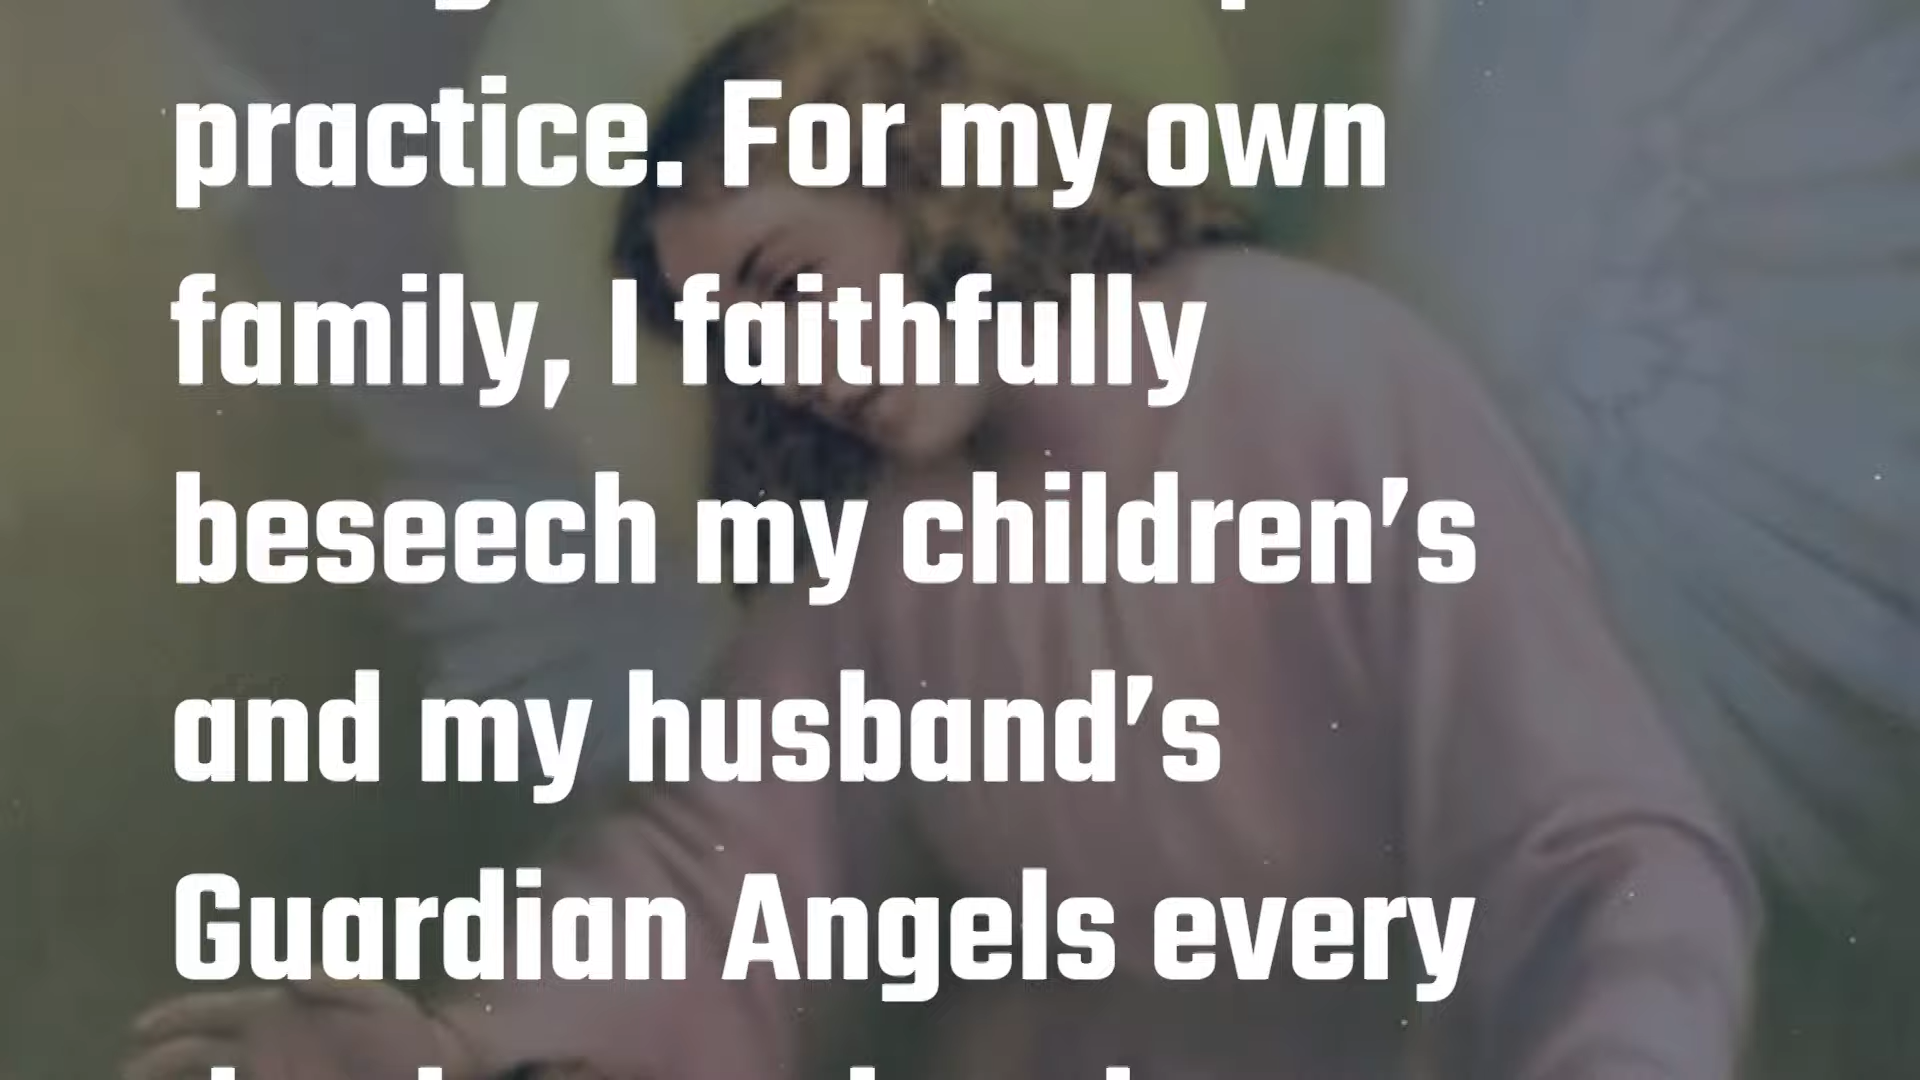 practice. For my own
family, I faithfully
beseech my children’s
and my husband’s
Guardian Angels every